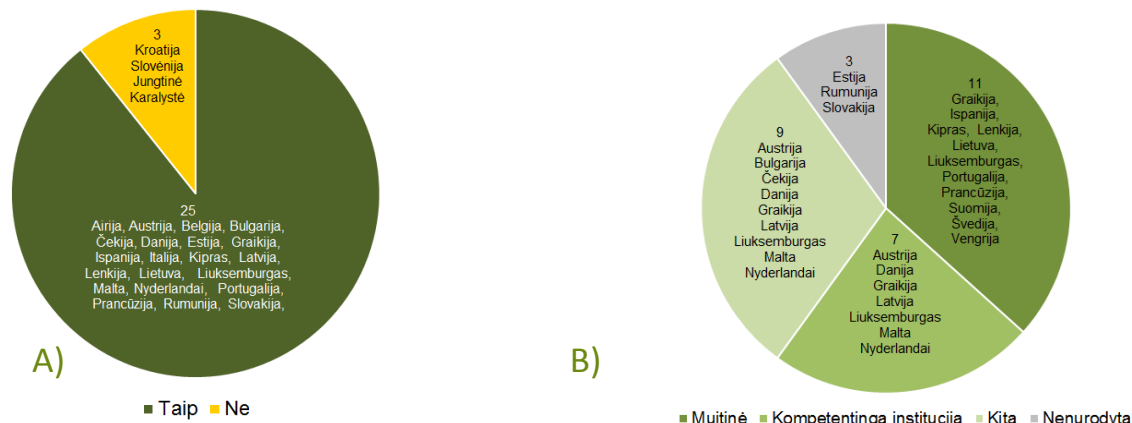 3
Kroatija
Slovėnija
Jungtinė
Karalystė
25
Airija, Austrija, Belgija, Bulgarija,
Čekija, Danija, Estija, Graikija,
Ispanija, Italija, Kipras, Latvija,
Lenkija, Lietuva, Liuksemburgas,
Malta, Nyderlandai, Portugalija,
Prancūzija, Rumunija, Slovakija,
A)
Taip Ne
3
Estija
Rumunija
Slovakija
11
Graikija,
Ispanija,
Kipras, Lenkija,
Lietuva,
Liuksemburgas,
Portugalija,
Prancūzija,
Suomija,
Švedija,
Vengrija
9
Austrija
Bulgarija
Čekija
Danija
Graikija
Latvija
Liuksemburgas
Malta
Nyderlandai
7
Austrija
Danija
Graikija
Latvija
Liuksemburgas
Malta
Nyderlandai
B)
Muitinė Kompetentinga institucija Kita Nenurodyta